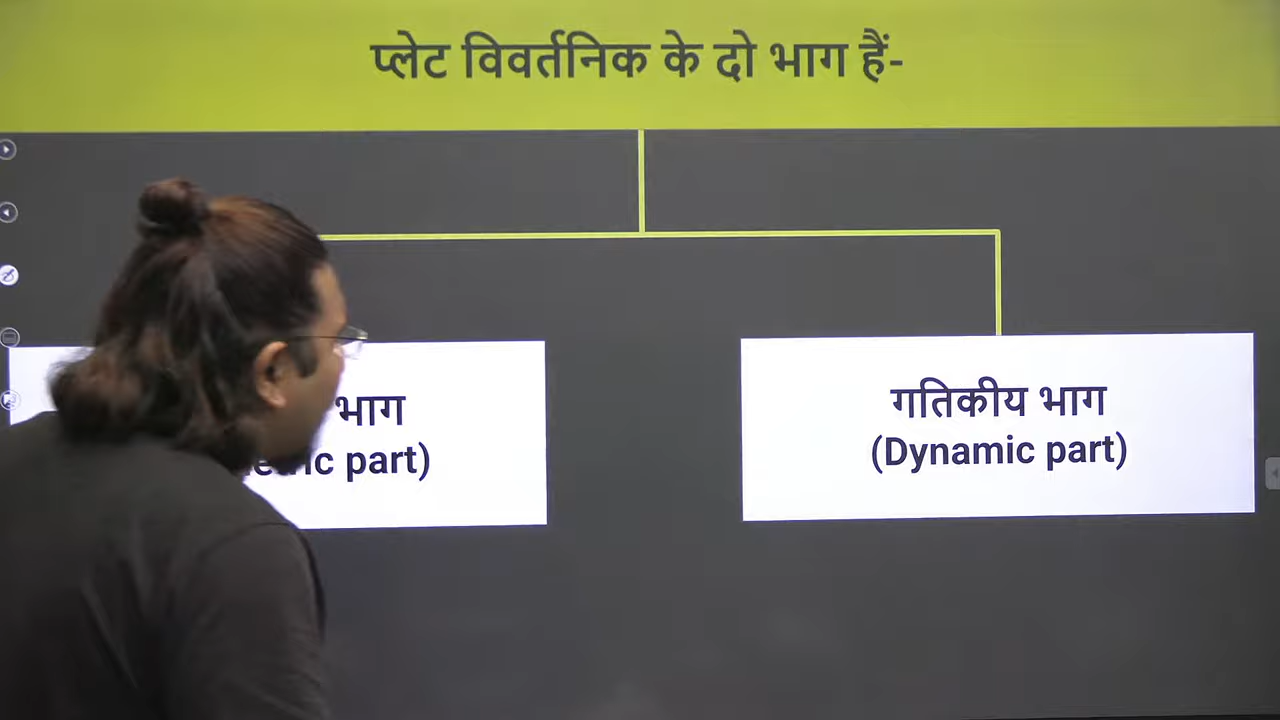 प्लेट विवर्तनिक के दो भाग हैं-
भाग
part)
गतिकीय भाग
(Dynamic part)